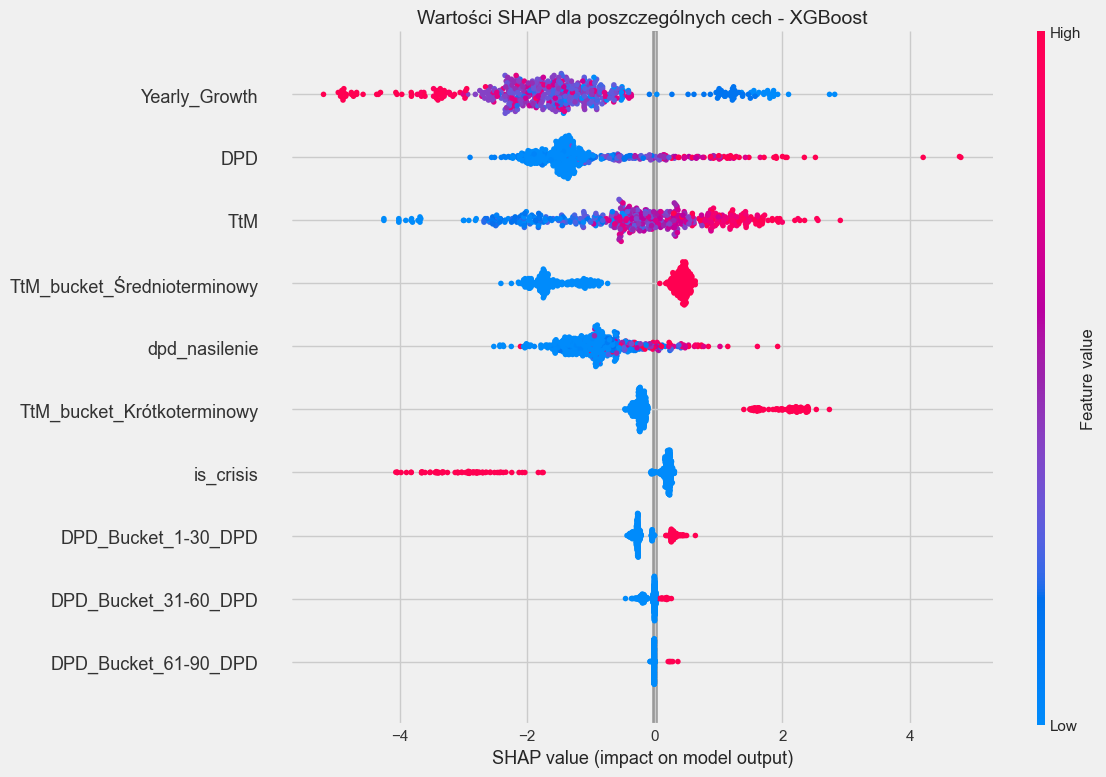 Wartości SHAP dla poszczególnych cech - XGBoost
High
Yearly_Growth
DPD
TtM
TtM_bucket_Średnioterminowy
dpd_nasilenie
TtM_bucket_Krótkoterminowy
is_crisis
DPD_Bucket_1-30_DPD
DPD_Bucket_31-60_DPD
DPD_Bucket_61-90_DPD
Feature value
Low
−4 −2 0 2 4
SHAP value (impact on model output)